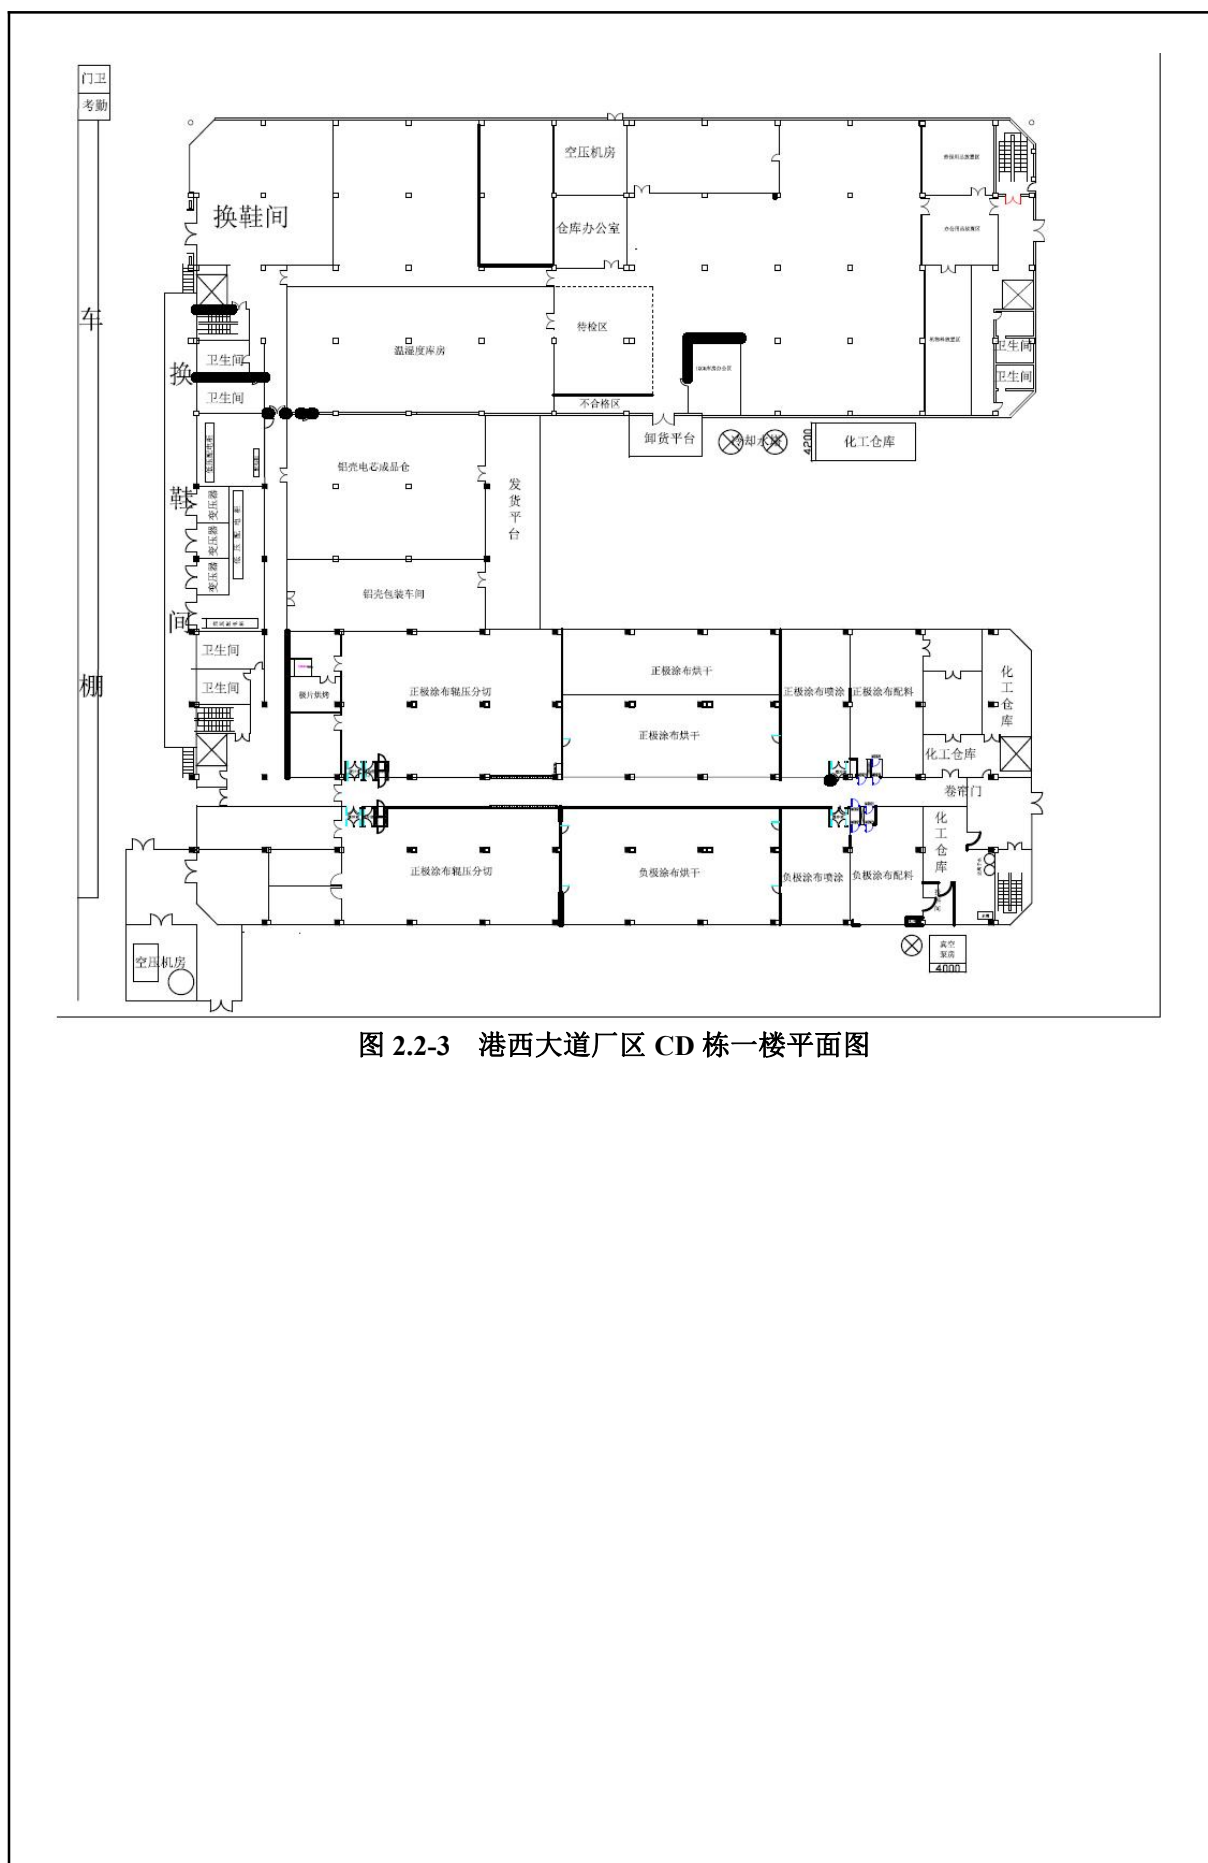 门卫
考勤
空压机房
换鞋间
仓库办公室
车
待检区
温湿度库房
卫生间
卫生间
卫生间
卫生间
换
不合格区
卸货平台
冷却水塔
4200
化工仓库
铝壳电芯成品仓
发货平台
鞋
变压器
变压器
变压器
低压配电柜
铝壳包装车间
间
卫生间
卫生间
棚
极片烘烤
正极涂布辊压分切
正极涂布烘干
正极涂布烘干
正极涂布喷涂
正极涂布配料
化工仓库
化工仓库
卷帘门
化工仓库
正极涂布辊压分切
负极涂布烘干
负极涂布喷涂
负极涂布配料
空压机房
真空
泵房
4000
图 2.2-3 港西大道厂区 CD 栋一楼平面图